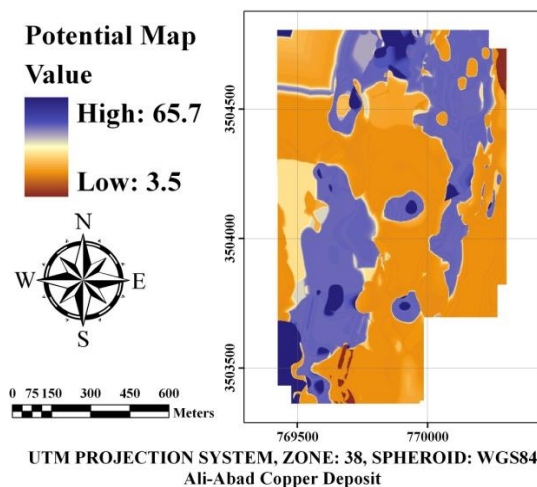 Potential Map
Value
High: 65.7
Low: 3.5
N
W E
S
0 75 150 300 450 600
Meters
3504500
3504000
3503500
769500 770000
UTM PROJECTION SYSTEM, ZONE: 38, SPHEROID: WGS84
Ali-Abad Copper Deposit